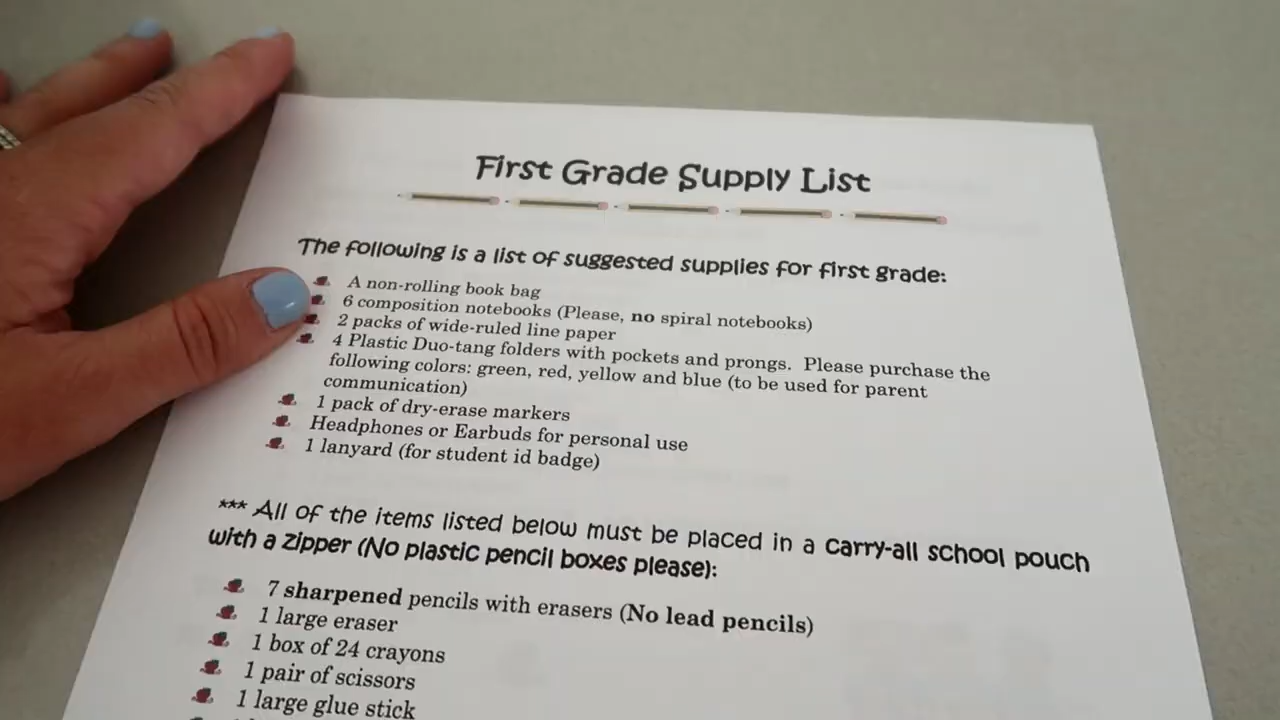 First Grade Supply List
The following is a list of suggested supplies for first grade:
A non-rolling book bag
6 composition notebooks (Please, no spiral notebooks)
2 packs of wide-ruled line paper
4 Plastic Duo-tang folders with pockets and prongs. Please purchase the
following colors: green, red, yellow and blue (to be used for parent
communication)
1 pack of dry-erase markers
Headphones or Earbuds for personal use
1 lanyard (for student id badge)
*** All of the items listed below must be placed in a carry-all school pouch
with a zipper (No plastic pencil boxes please):
7 sharpened pencils with erasers (No lead pencils)
1 large eraser
1 box of 24 crayons
1 pair of scissors
1 large glue stick